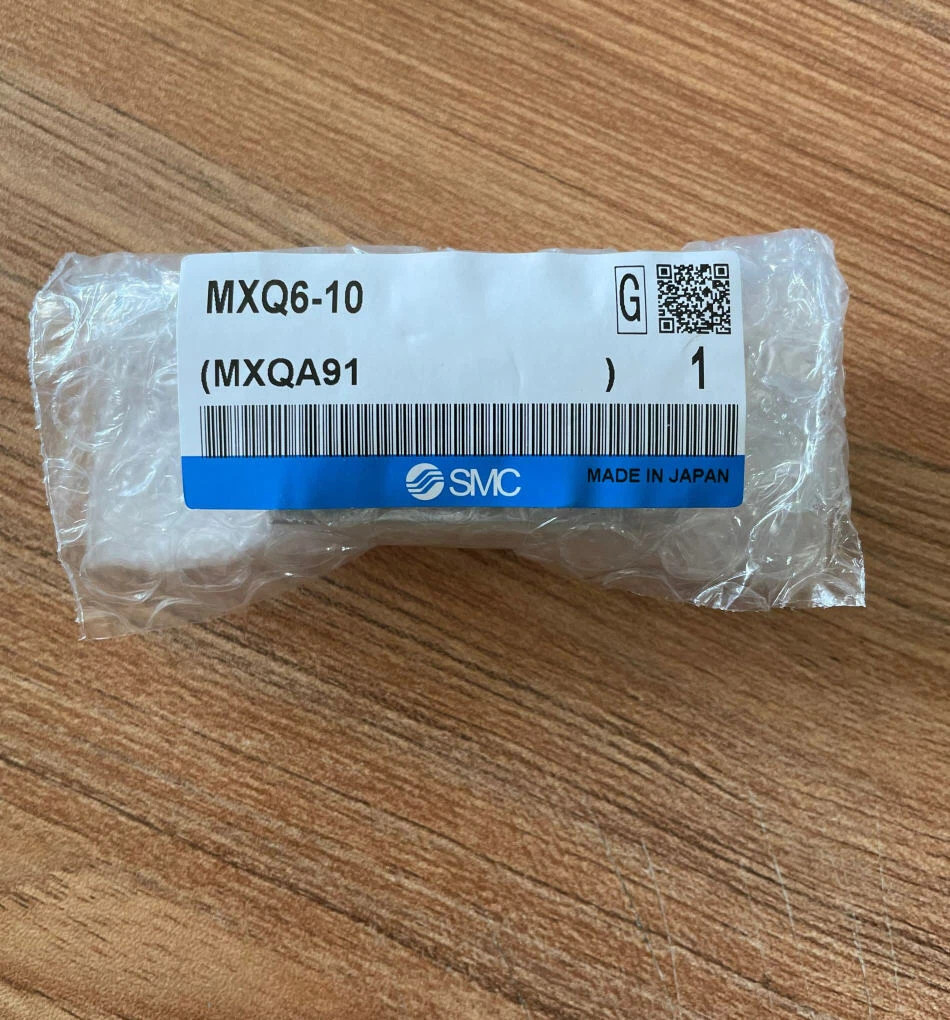 MXQ6-10
G
(MXQA91 ) 1
SMC
MADE IN JAPAN